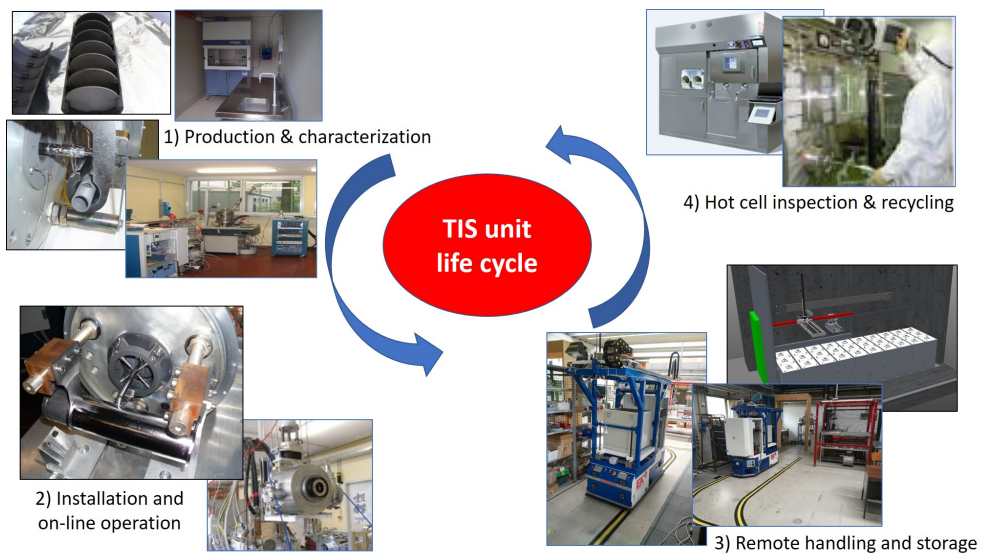 1) Production & characterization
TIS unit
life cycle
4) Hot cell inspection & recycling
2) Installation and
on-line operation
3) Remote handling and storage